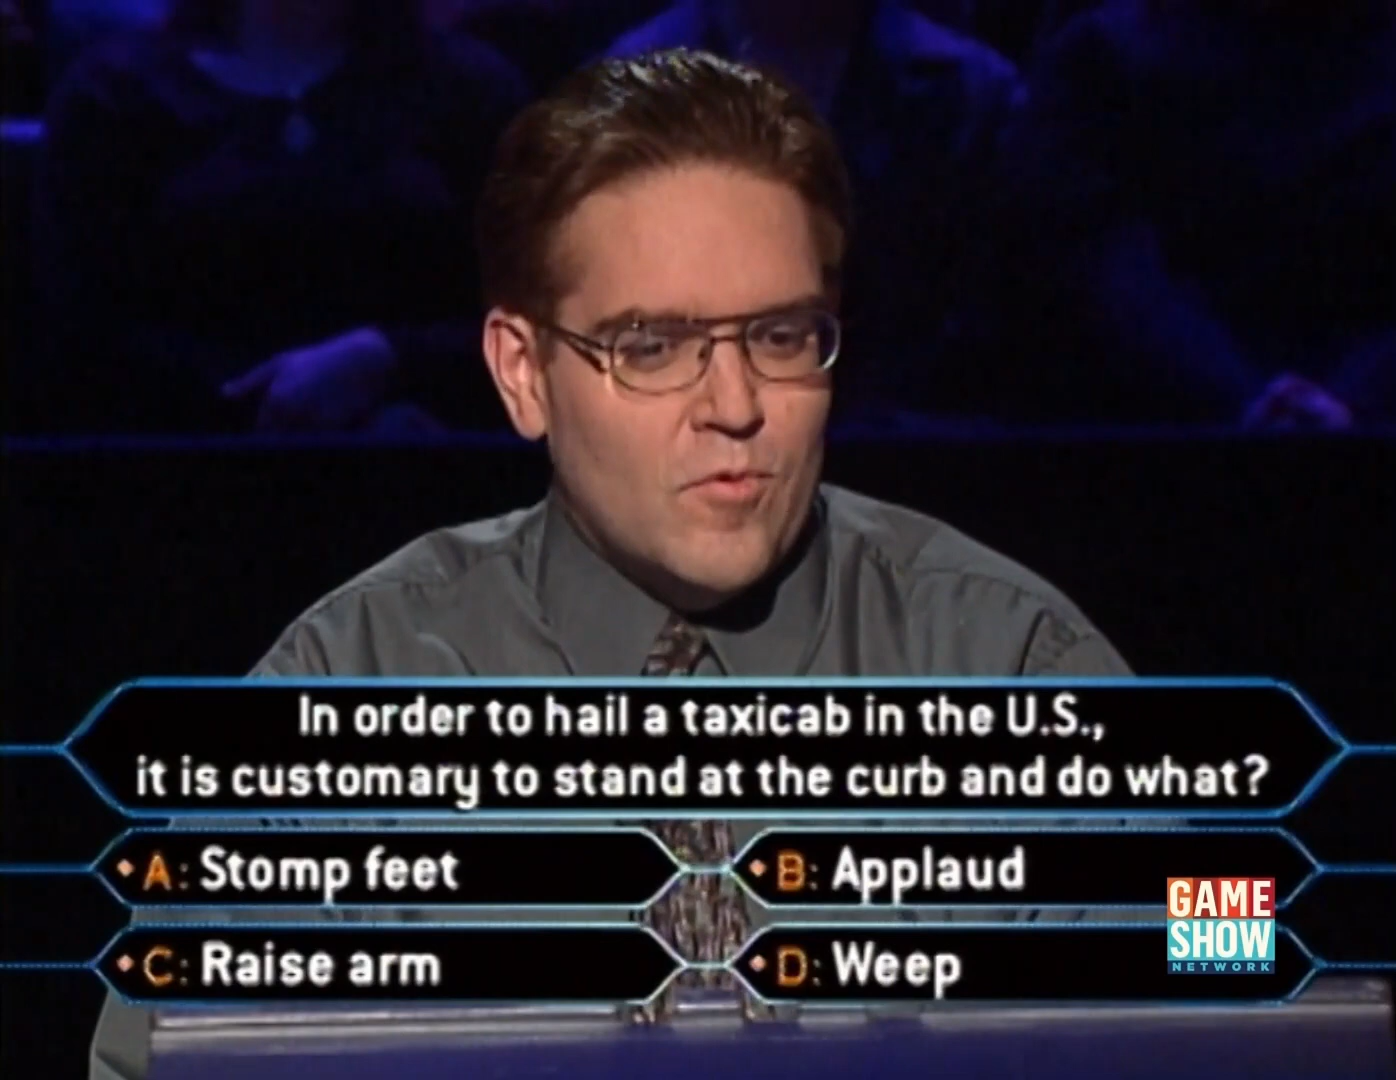 In order to hail a taxicab in the U.S.,
it is customary to stand at the curb and do what?
A: Stomp feet
B: Applaud
C: Raise arm
D: Weep
GAME
SHOW
NETWORK